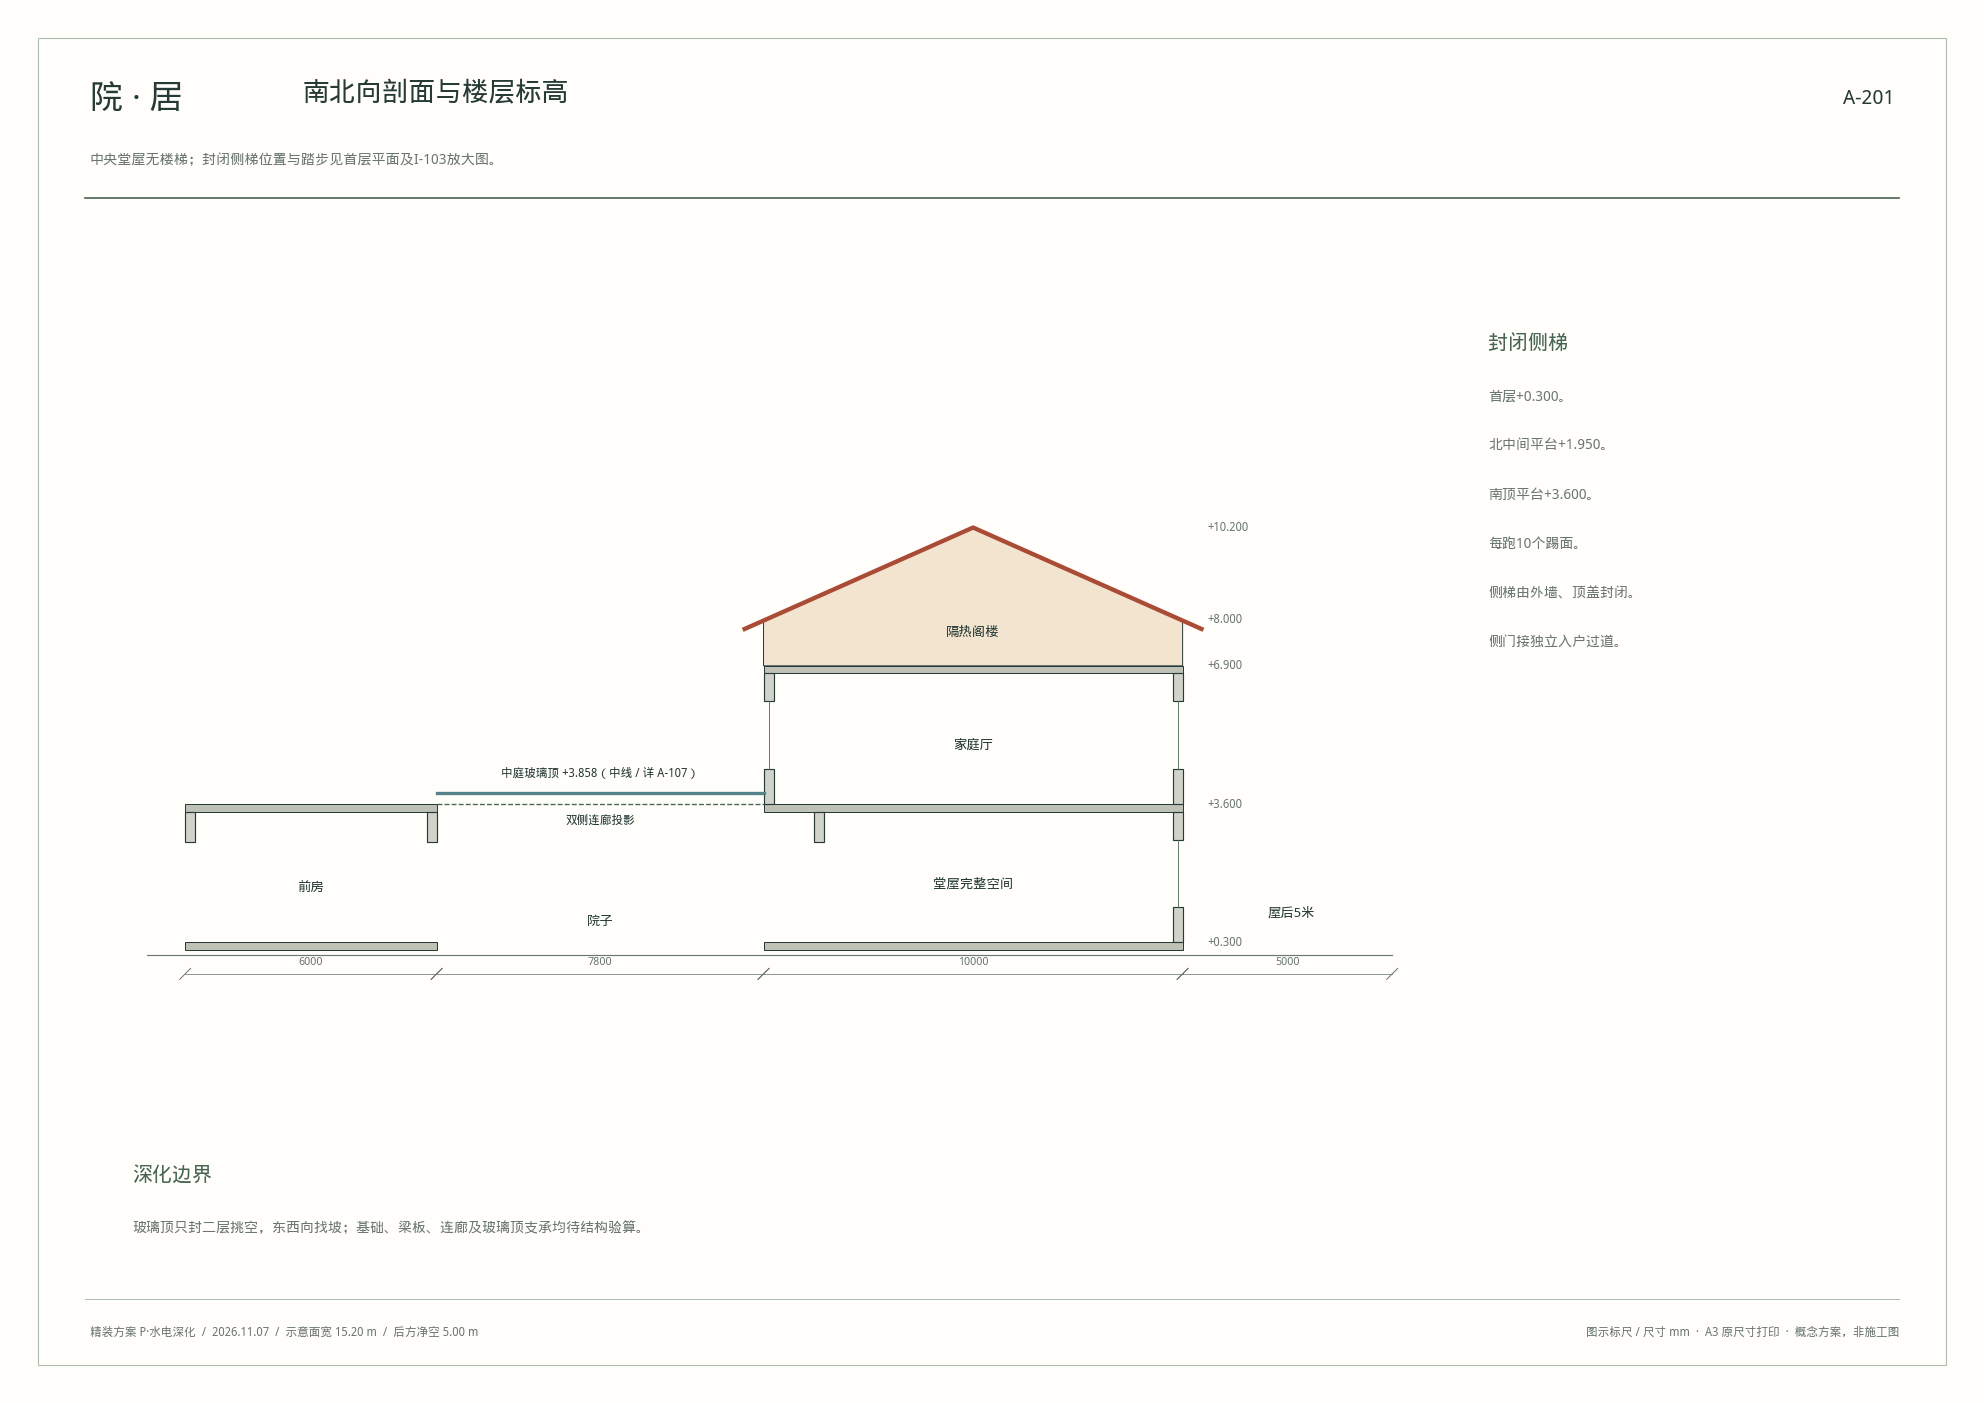 院 · 居
南北向剖面与楼层标高
A-201
中央堂屋无楼梯；封闭侧梯位置与踏步见首层平面及I-103放大图。
封闭侧梯
首层+0.300。
北中间平台+1.950。
南顶平台+3.600。
每跑10个踢面。
侧梯由外墙、顶盖封闭。
侧门接独立入户过道。
+10.200
+8.000
隔热阁楼
+6.900
家庭厅
中庭玻璃顶 +3.858（中线 / 详 A-107）
+3.600
双侧连廊投影
前房
堂屋完整空间
院子
屋后5米
+0.300
6000
7800
10000
5000
深化边界
玻璃顶只封二层挑空，东西向找坡；基础、梁板、连廊及玻璃顶支承均待结构验算。
精装方案 P·水电深化 / 2026.11.07 / 示意面宽 15.20 m / 后方净空 5.00 m
图示标尺 / 尺寸 mm · A3 原尺寸打印 · 概念方案，非施工图